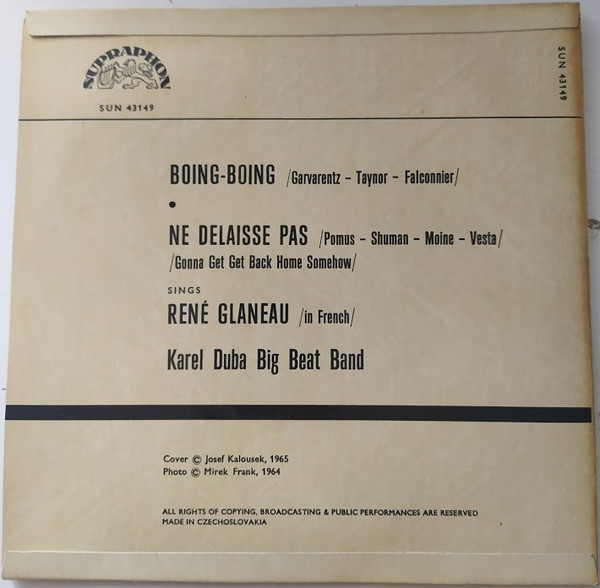 SUPRAPHON
SUN 43149
SUN 43149
BOING-BOING /Garvarentz – Taynor – Falconnier/
•
NE DELAISSE PAS /Pomus – Shuman – Moine – Vesta/
/Gonna Get Get Back Home Somehow/
SINGS
RENÉ GLANEAU /in French/
Karel Duba Big Beat Band
Cover © Josef Kalousek, 1965
Photo © Mirek Frank, 1964
ALL RIGHTS OF COPYING, BROADCASTING & PUBLIC PERFORMANCES ARE RESERVED
MADE IN CZECHOSLOVAKIA